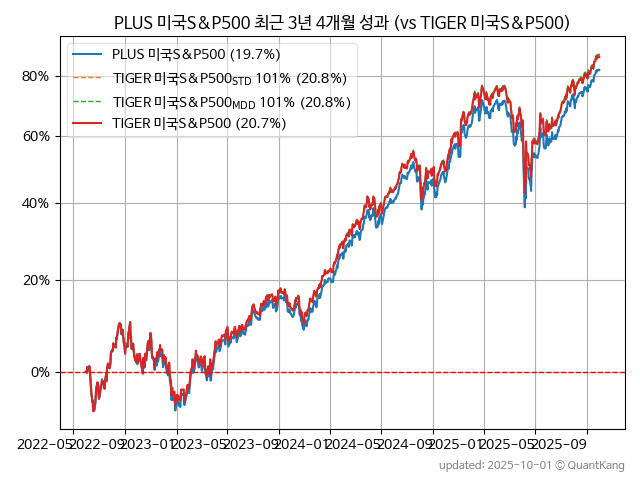 PLUS 미국S&P500 최근 3년 4개월 성과 (vs TIGER 미국S&P500)
PLUS 미국S&P500 (19.7%)
TIGER 미국S&P500STD 101% (20.8%)
TIGER 미국S&P500MDD 101% (20.8%)
TIGER 미국S&P500 (20.7%)
80%
60%
40%
20%
0%
2022-05 2022-09 2023-01 2023-05 2023-09 2024-01 2024-05 2024-09 2025-01 2025-05 2025-09
updated: 2025-10-01 © QuantKang